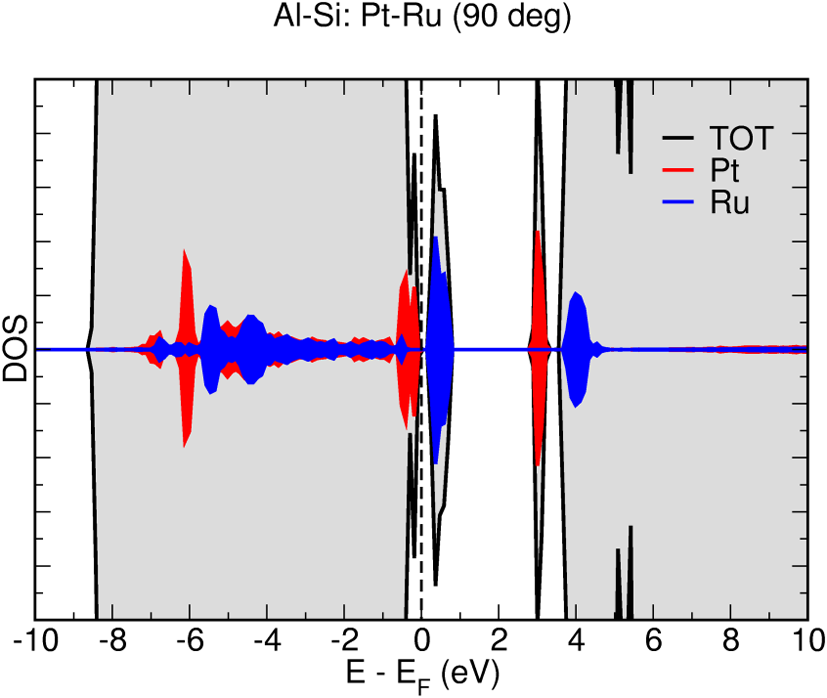 Al-Si: Pt-Ru (90 deg)
TOT
Pt
Ru
DOS
-10 -8 -6 -4 -2 0 2 4 6 8 10
E - E_F (eV)